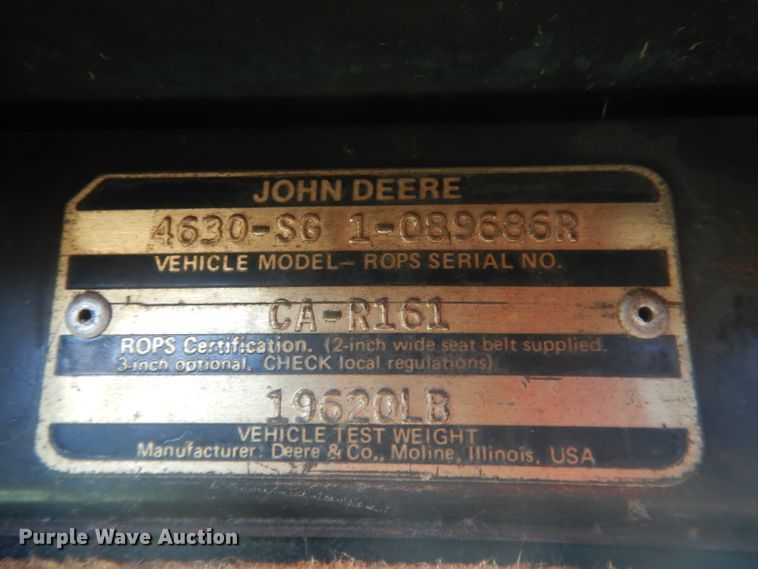 JOHN DEERE
4630-SG 1-089686R
VEHICLE MODEL-ROPS SERIAL NO.
CA-R161
ROPS Certification. (2-inch wide seat belt supplied.
3-inch optional. CHECK local regulations)
19620LB
VEHICLE TEST WEIGHT
Manufacturer: Deere & Co., Moline, Illinois, USA
Purple Wave Auction